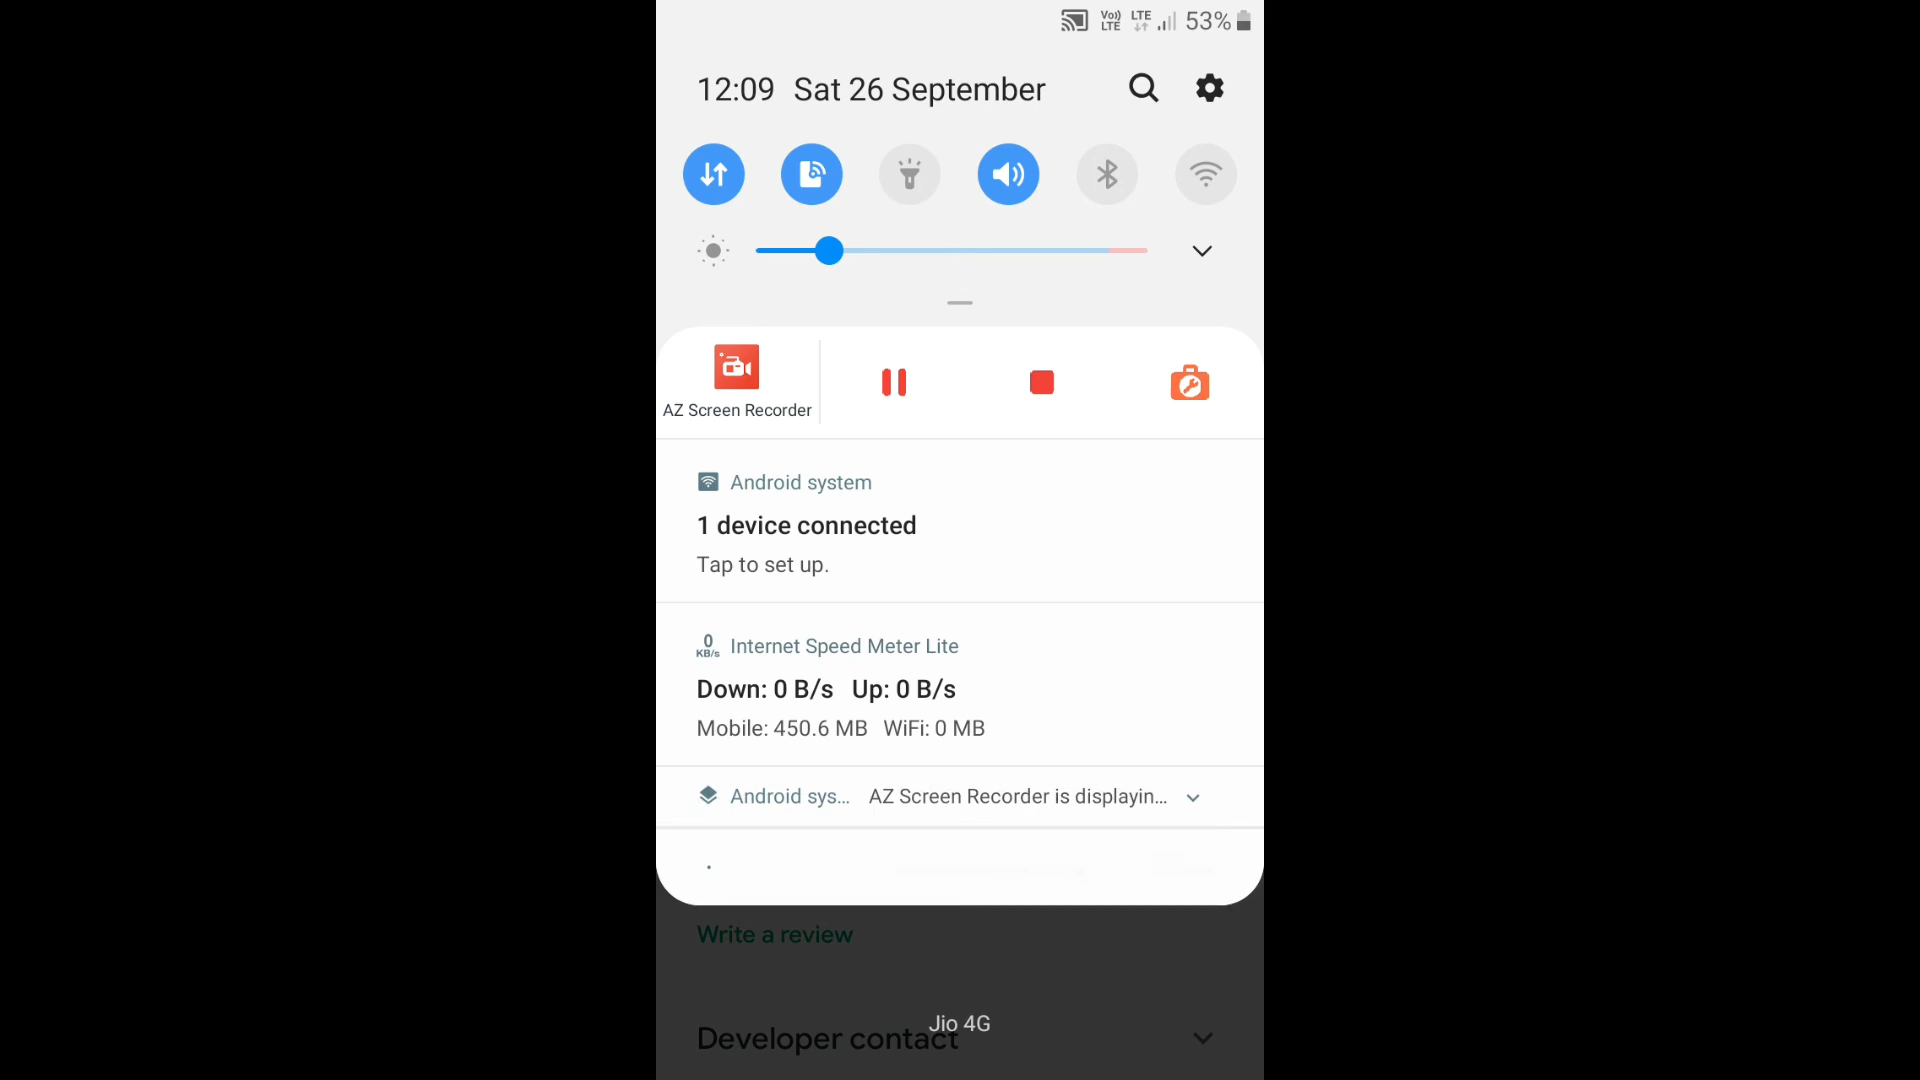 Vo)) LTE LTE 53%
12:09 Sat 26 September
AZ Screen Recorder
Android system
1 device connected
Tap to set up.
0 KB/s Internet Speed Meter Lite
Down: 0 B/s Up: 0 B/s
Mobile: 450.6 MB WiFi: 0 MB
Android sys... AZ Screen Recorder is displayin...
Write a review
Jio 4G
Developer contact